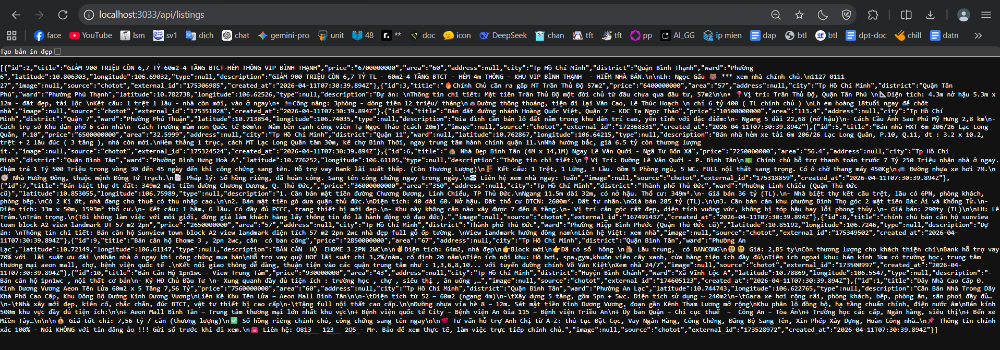 localhost:3033/api/listings
face YouTube lsm sv1 dịch chat gemini-pro unit 48 ** doc icon DeepSeek chan tft tft pp AI_GG ip mien dap btl btl dpt-doc chill datn
Tạo bản in đẹp
[{"id":2,"title":"GIẢM 900 TRIỆU CÒN 6,7 TỶ-60m2-4 TẦNG BTCT-HẺM THÔNG VIP BÌNH THẠNH","price":"6700000000","area":"60","address":null,"city":"Tp Hồ Chí Minh","district":"Quận Bình Thạnh","ward":"Phường
6","latitude":10.806303,"longitude":106.69032,"type":null,"description":"GIẢM 900 TRIỆU CÒN 6,7 TỶ TL - 60m2-4 TẦNG BTCT - HẺM 4m THÔNG - KHU VIP BÌNH THẠNH  - HIẾM NHÀ BÁN.\n\nLh: Ngọc Gấu 🐻 *** xem nhà chính chủ.\n1127 0111
27","image":null,"source":"chotot","external_id":"175306985","created_at":"2026-04-11T07:30:39.894Z"},{"id":3,"title":"🔥Chính Chủ cần ra gấp MT Trần Thủ Độ 57m2","price":"6400000000","area":"57","address":null,"city":"Tp Hồ Chí Minh","district":"Quận Tân
Phú","ward":"Phường Phú Thạnh","latitude":10.782738,"longitude":106.62526,"type":null,"description":"Dự án: \nThông tin chi tiết: Mặt tiền Trần Thủ Độ một đời chủ từ đầu chưa qua đầu tư, 57m2\n\n• 📍Vị trí: Trần Thủ Độ, Quận Tân Phú \n📐Diện tích: 4.3m nở hậu 5.3m x
12m - đất đẹp, tài lộc \nKết cấu: 1 trệt 1 lầu - nhà còn mới, vào ở ngay\n• 🛌Công năng: 3phòng - dòng tiền 12 triệu/ tháng\n🚘Đường thông thoáng, tiện đi lại Văn Cao, Lê Thúc Hoạch \n chỉ 6 tỷ 400 ( TL chính chủ ) \nLh em hoàng 18tuổi ngay để chốt
nhà","image":null,"source":"chotot","external_id":"175351028","created_at":"2026-04-11T07:30:39.894Z"},{"id":4,"title":"Bán đất đường nhánh Hoàng Quốc Việt, Quận 7 - KDC Tạ Ngọc Thảo","price":"10500000000","area":"113.4","address":null,"city":"Tp Hồ Chí
Minh","district":"Quận 7","ward":"Phường Phú Thuận","latitude":10.713854,"longitude":106.74035,"type":null,"description":"Gia đình cần bán lô đất nằm trong khu dân trí cao, yên tĩnh với đặc điểm:\n- Ngang 5 dài 22,68 (nở hậu)\n- Cách Cầu Ánh Sao Phú Mỹ Hưng 2,8 km\n-
Cách trụ sở Khu dân phố 6 căn nhà\n- Cách Trường mầm non Quốc tế 60m\n- Nằm bên cạnh công viên Tạ Ngọc Thảo (cách 20m)","image":null,"source":"chotot","external_id":"172368331","created_at":"2026-04-11T07:30:39.894Z"},{"id":5,"title":"Bán nhà HXT 6m 206/26 Lạc Long
Quân, P.10","price":"6500000000","area":"32.5999","address":null,"city":"Tp Hồ Chí Minh","district":"Quận 11","ward":null,"latitude":10.762867,"longitude":106.64215,"type":null,"description":"Bán nhà hẻm xe tải 6m 206/26 Lạc Long Quân, P.10, Q.11, dt : 3.2 x 10.2,
trệt + 2 lầu đúc ( 3 tầng ), nhà còn mới.\nHẻm thẳng 1 trục, cách MT Lạc Long Quân tầm 30m, kế chợ Bình Thới, ngay trung tâm hành chính quận 11.\nNhà hướng bắc, giá 6.5 tỷ còn thương lượng
ít.","image":null,"source":"chotot","external_id":"175324524","created_at":"2026-04-11T07:30:39.894Z"},{"id":6,"title":"🏠 Nhà Đẹp Bình Tân (4M x 14,1M) Ngay Lê Văn Quới - Ngã Tư Bốn Xã","price":"7250000000","area":"56.4","address":null,"city":"Tp Hồ Chí
Minh","district":"Quận Bình Tân","ward":"Phường Bình Hưng Hoà A","latitude":10.776252,"longitude":106.61105,"type":null,"description":"Thông tin chi tiết:\n📍Vị Trí: Đường Lê Văn Quới - P. Bình Tân\n💵 Chính chủ hỗ trợ thanh toán trước 7 Tỷ 250 Triệu nhận nhà ở ngay.
Chậm trả 1 Tỷ 500 Triệu trong vòng 30 đến 45 ngày đến khi công chứng sang tên. Hỗ trợ vay Bank lãi suất thấp. (Còn Thương Lượng)\n🏗 Kết cấu: 1 Trệt, 1 Lửng, 3 Lầu. Gồm 5 Phòng ngủ, 5 WC. FULL nội thất sang trọng. Có ô chờ thang máy 450Kg\n🚗 Đường nhựa xe hơi 7M.\n
🧭 Nhà Hướng Đông, thuộc mệnh Đông Tứ Trạch.\n📑 Pháp lý: Sổ hồng riêng, đã hoàn công. Sang tên công chứng ngay trong ngày.\n☎ Liên hệ xem nhà ngay: Tuấn","image":null,"source":"chotot","external_id":"175318859","created_at":"2026-04-11T07:30:39.894Z"},
{"id":7,"title":"Bán biệt thự dt đất: 349m2 mặt tiền đường Chương Dương, Q. Thủ Đức,","price":"36000000000","area":"350","address":null,"city":"Tp Hồ Chí Minh","district":"Thành phố Thủ Đức","ward":"Phường Linh Chiểu (Quận Thủ Đức
cũ)","latitude":10.853055,"longitude":106.75989,"type":null,"description":"1. Cần bán mặt tiền đường Chương Dương, Linh Chiểu, TP Thủ Đức.\nNgang 11.5m dài 32m, có nở hậu. Thổ cư: 349m².\n- Giá bán 36 tỷ (TL).\n- Nhà biệt thự kết cấu trệt, lầu có 6PN, phòng khách,
phòng bếp.\nCó 2 Ki ốt, nhà đang cho thuê có thu nhập cao.\n\n2. Bán mặt tiền gò dưa quận thủ đức.\nDiện tích: 40 dài 60. Nở hậu. Đất thổ cư DTCN: 2600m². Đất tư nhân.\nGiá bán 285 tỷ (TL).\n\n3. Cần bán căn khu phường Bình Thọ góc 2 mặt tiền Bác Ái và Khổng Tử.\n-
Diện tích: 33m x 50m, 1593m² thổ cư.\n- Kết cấu: 1 hầm, 6 lầu. Có đầy đủ PCCC, trang thiết bị mới đẹp.\n- Khu này không căn nào xây được 7 đến 8 tầng.\n- Vị trí căn góc rất đẹp, diện tích vuông vức, không bị tóp hậu hay lỗi phong thủy.\n- Giá bán: 290ty (TL)\n\nLH:
Trâm.\nTrân trọng.\n(Tôi không làm việc với môi giới, đừng giả làm khách hàng lấy thông tin đó là hành động vô đạo đức).","image":null,"source":"chotot","external_id":"167491437","created_at":"2026-04-11T07:30:39.894Z"},{"id":8,"title":"chính chủ bán căn hộ sunview
town block A2 view landmark DT 57 m2 2pn","price":"2650000000","area":"57","address":null,"city":"Tp Hồ Chí Minh","district":"Thành phố Thủ Đức","ward":"Phường Hiệp Bình Phước (Quận Thủ Đức cũ)","latitude":10.85192,"longitude":106.7246,"type":null,"description":"Dự
án: \nThông tin chi tiết: Bán căn hộ Sunview town block A2 view landmark diện tích 57 m2 2pn 2wc nhà đẹp full gỗ ốp tường. \nView landmark hướng đông nam\nLiên hệ Việt: xem nhà","image":null,"source":"chotot","external_id":"175349502","created_at":"2026-04-
11T07:30:39.894Z"},{"id":9,"title":"Bán căn hộ Ehome 3 , 2pn 2wc, căn  có ban công","price":"2850000000","area":"67","address":null,"city":"Tp Hồ Chí Minh","district":"Quận Bình Tân","ward":"Phường An
Lạc","latitude":10.72149,"longitude":106.61147,"type":null,"description":"BÁN CĂN  HỘ  EHOME 3 2PN 2WC\n\n✌Diện tích: 64m2, nhà đẹp\n👉Block mới\n👉Đã có sổ  hồng \n🏠 Lầu trung,  có BANCONG\n🤑🤑 Giá: 2,85 ty\nCòn thương lượng cho khách thiện chí\nBank hỗ trợ vay
70% với  lãi suất ưu đãi \nNhận nhà ở ngay khi công chứng mua bán\nHỗ trợ vay quỹ HOF lãi suất chỉ 3,2%/năm, cố định 20 năm\nTiện ích nội khu: Hồ bơi, spa,gym,khuôn viên cây xanh, cửa hàng tiện ích đầy đủ\nTiện ích ngoại khu: bán kính 3km có trường học, trung tâm
thương mại aeon mall, chợ, bệnh viện quốc tế .\nKết nối giao thông dễ dàng, thuận tiện vào các quận trung tâm như : 1,3,6,8,10... với tuyến đường chính Võ Văn Kiệt\nXem nhà 24/7","image":null,"source":"chotot","external_id":"173500997","created_at":"2026-04-
11T07:30:39.894Z"},{"id":10,"title":"Bán Căn Hộ 1pn1wc - View Trung Tâm","price":"930000000","area":"43","address":null,"city":"Tp Hồ Chí Minh","district":"Huyện Bình Chánh","ward":"Xã Vĩnh Lộc A","latitude":10.78869,"longitude":106.5547,"type":null,"description":"-
Bán căn hộ 1pn1wc , nội thất cơ bản\n- Ký HĐ Chủ Đầu Tư \n- Xung quanh đầy đủ tiện ích : trường học , chợ , siêu thị , ăn uống ,…","image":null,"source":"chotot","external_id":"174605123","created_at":"2026-04-11T07:30:39.894Z"},{"id":1,"title":"Dãy Nhà Cao Cấp Đ.
Kinh Dương Vương Aeon Tên Lửa 60m2 x 5 Tầng 7,56 Tỷ","price":"7560000000","area":"60","address":null,"city":"Tp Hồ Chí Minh","district":"Quận Bình Tân","ward":"Phường An Lạc","latitude":10.744743,"longitude":106.622765,"type":null,"description":"Cần Bán Nhà Trong Dãy
Khà Phố Cao Cấp, Khu Đồng Bộ Đường Kinh Dương Vương\nLiền Kề Khu Tên Lửa – Aeon Mall Bình Tân\n\n-\tDiện tích từ 52 – 60m2 (ngang 4m)\n-\tXây dựng 5 tầng, gồm 5pn + 5wc. Diện tích sử dụng ~ 240m2\n-\tGara xe hơi rộng rãi, phòng khách, bếp, phòng ăn, sân phơi đầy đủ…
\n-\tNhà xây mới đẹp, kiên cố, chắc chắn, đúc BTCT, vật tư thiết bị cao cấp\n-\tTặng full nội thất cao cấp.\n\nĐường nhựa vỉa hè 8 – 12m. Sát mặt tiền Kinh Dương Vương, đoạn gần Kênh Tham Lương mở rộng\nKhu phân lô đồng bộ, hạ tầng chuẩn chỉnh, điện nước âm\nBán kính
500m khu vực đầy đủ tiện ích:\n\n+ Aeon Mall Bình Tân – Trung tâm thương mại lớn nhất khu vực\n+ Bệnh viện quốc tế City – Bệnh viện An Gia 115 – Bệnh viện Triều An\n+ Ủy ban Quận – Chi cục thuế  –  Công An – Tòa Án\n+ Trường học các cấp, Ngân hàng, siêu thị\n+ Bến xe
Miền Tây…\n\n\n💰 Giá tốt chỉ: 7,56 tỷ / căn (thương lượng)\n✅ Sổ hồng riêng chính chủ, công chứng sang tên ngay\n\n💯 Tư vấn hỗ trợ Anh Chị từ A-Z: thủ tục Đặt Cọc, Vay Ngân Hàng, Công Chứng, Đăng Bộ Sang Tên, Xin Phép Xây Dựng, Hoàn Công nhà…\n📌 Thông tin chính
xác 100% - Nói KHÔNG với tin đăng ảo !!! Gửi sổ trước khi đi xem.\n☎️ Liên hệ: O813__ 123__ 2O5_- Mr. Bảo để xem thực tế, làm việc trực tiếp chính chủ.","image":null,"source":"chotot","external_id":"173528972","created_at":"2026-04-11T07:30:39.894Z"}]